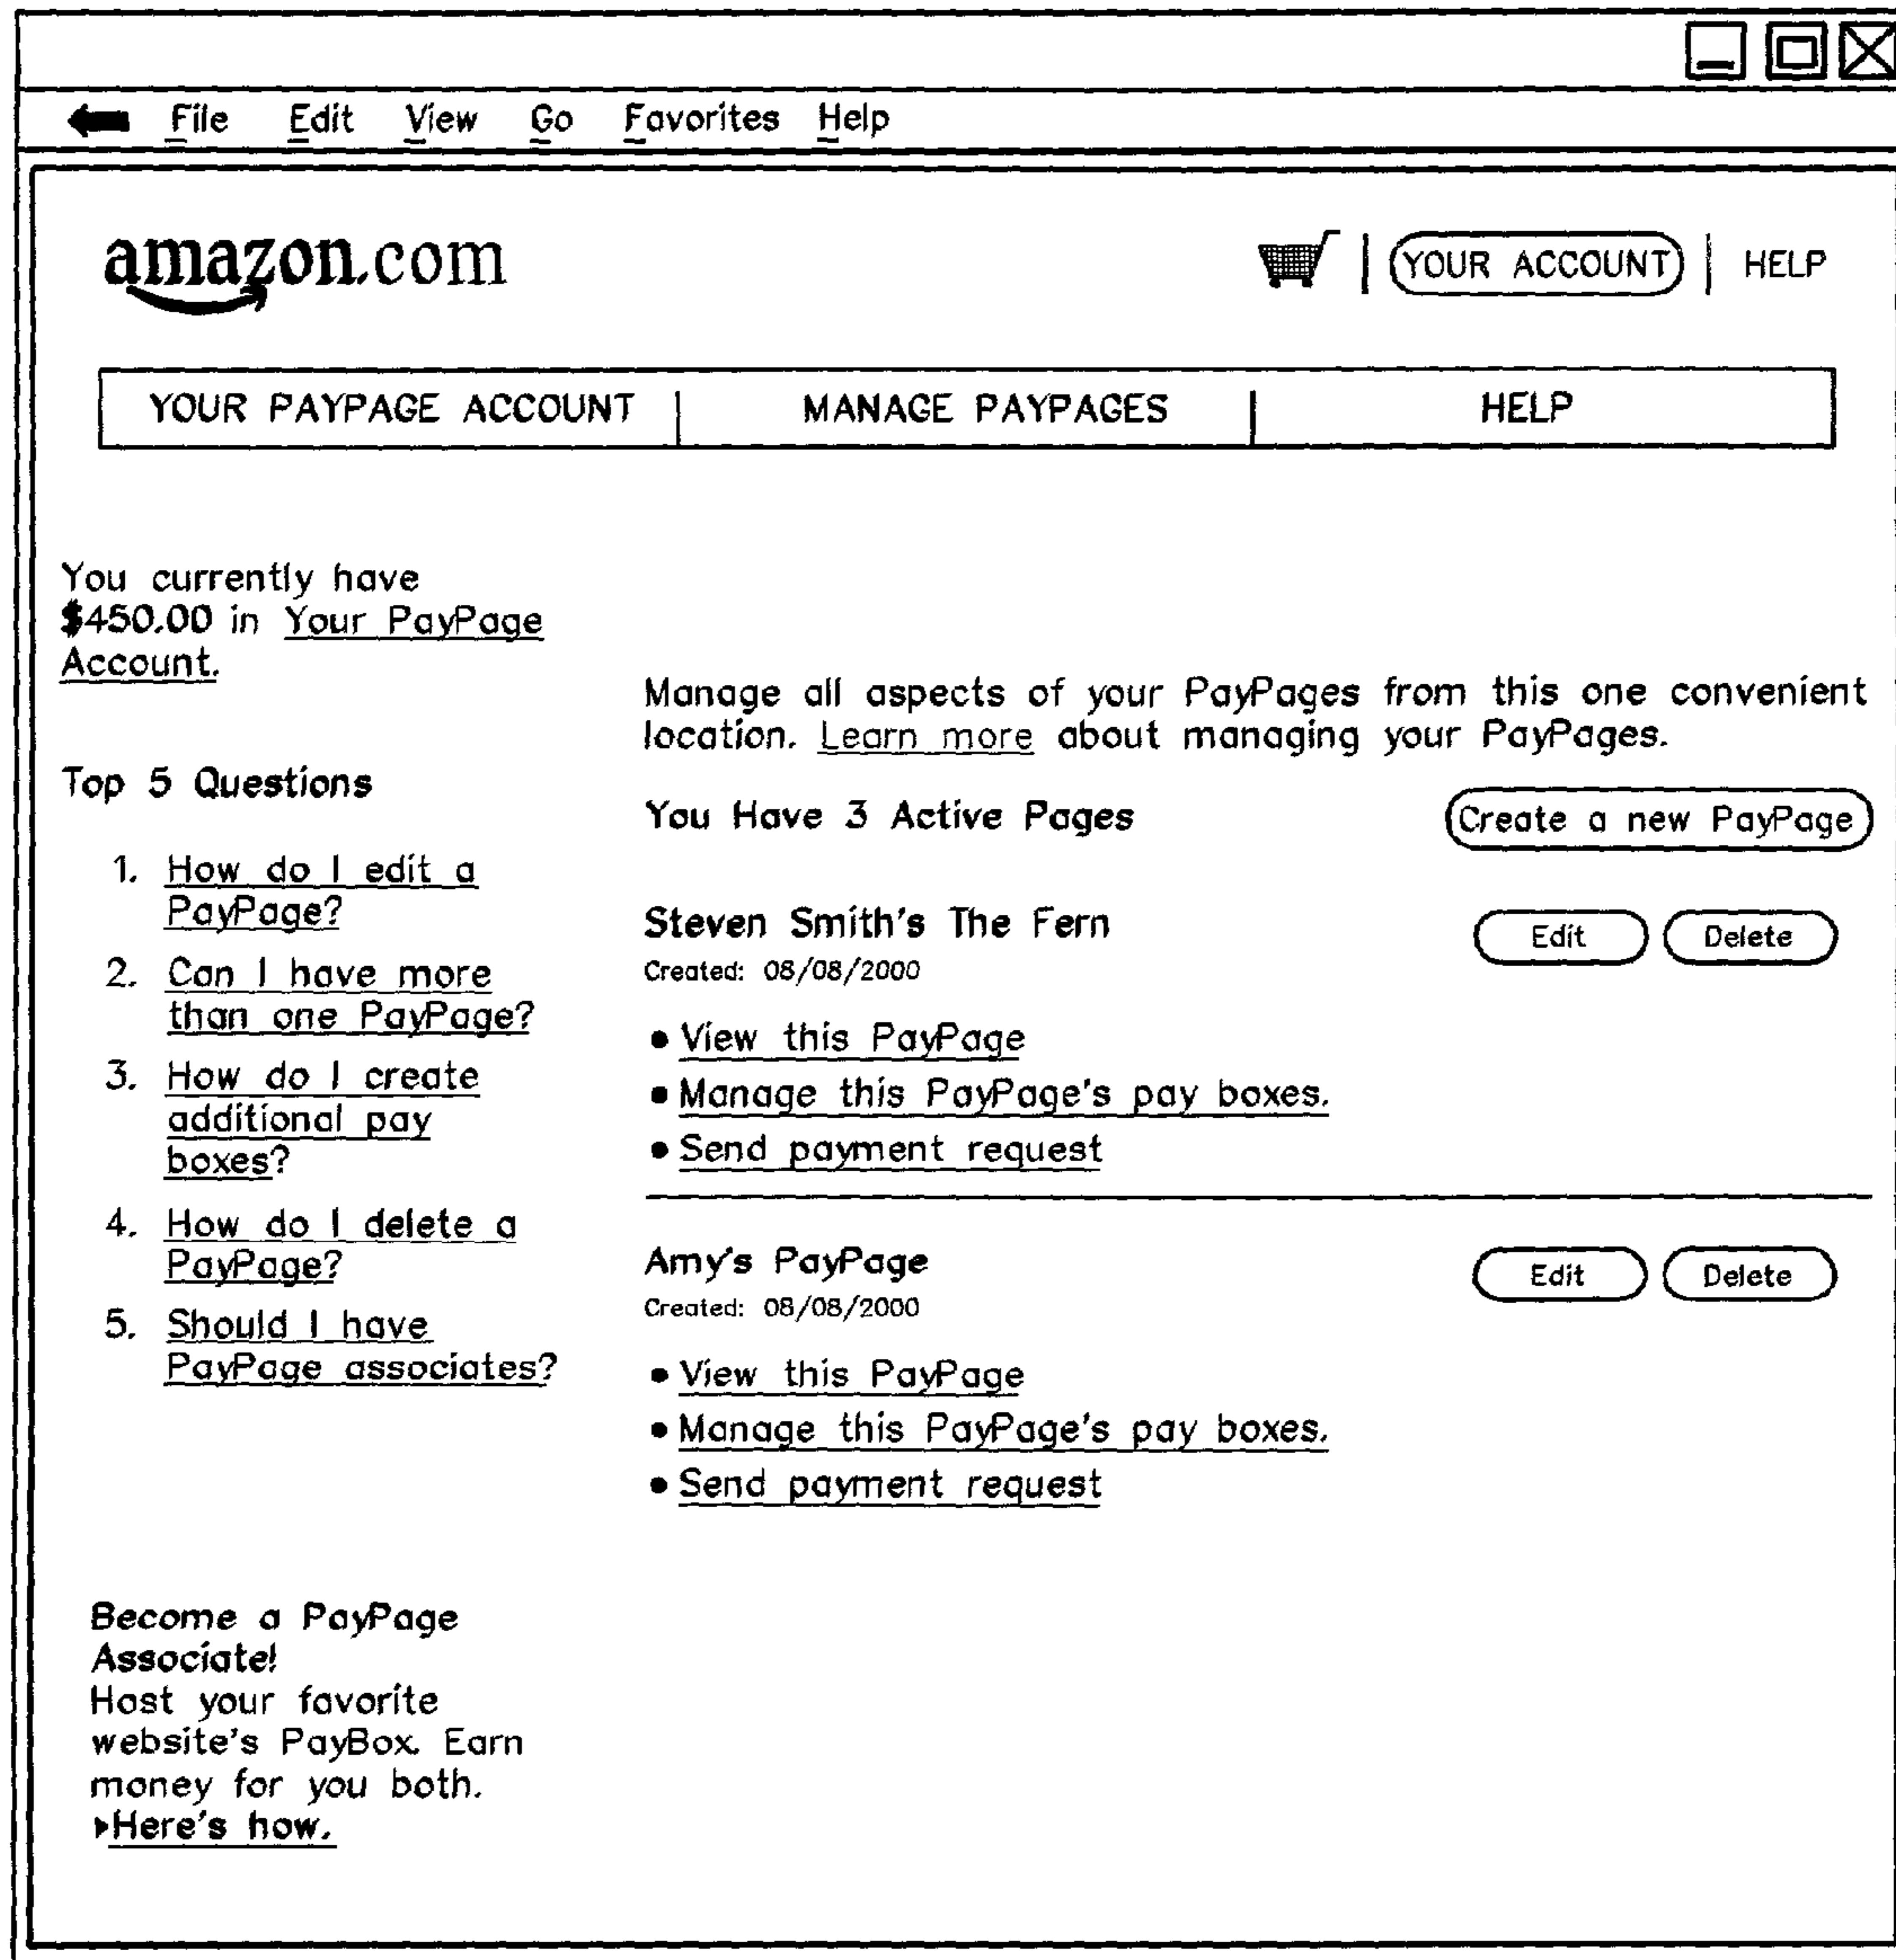 File Edit View Go Favorites Help
amazon.com
YOUR ACCOUNT | HELP
YOUR PAYPAGE ACCOUNT | MANAGE PAYPAGES | HELP
You currently have
$450.00 in Your PayPage
Account.
Top 5 Questions
1. How do I edit a
PayPage?
2. Can I have more
than one PayPage?
3. How do I create
additional pay
boxes?
4. How do I delete a
PayPage?
5. Should I have
PayPage associates?
Become a PayPage
Associate!
Host your favorite
website's PayBox. Earn
money for you both.
Here's how.
Manage all aspects of your PayPages from this one convenient
location. Learn more about managing your PayPages.
You Have 3 Active Pages
Create a new PayPage
Steven Smith's The Fern
Edit Delete
Created: 08/08/2000
• View this PayPage
• Manage this PayPage's pay boxes.
• Send payment request
Amy's PayPage
Edit Delete
Created: 08/08/2000
• View this PayPage
• Manage this PayPage's pay boxes.
• Send payment request